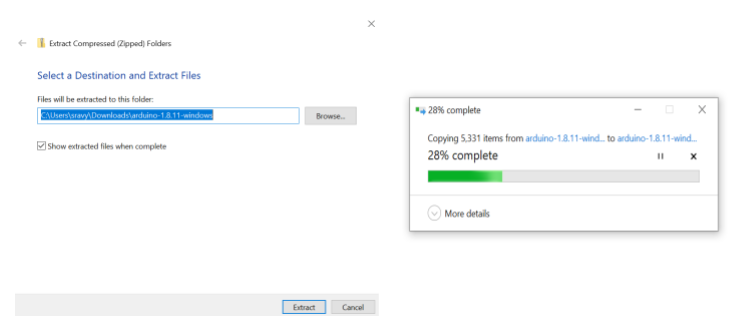 Extract Compressed (Zipped) Folders
Select a Destination and Extract Files
Files will be extracted to this folder:
C:\Users\sravy\Downloads\arduino-1.8.11-windows
Browse...
Show extracted files when complete
Extract
Cancel
28% complete
Copying 5,331 items from arduino-1.8.11-wind... to arduino-1.8.11-wind...
28% complete
More details